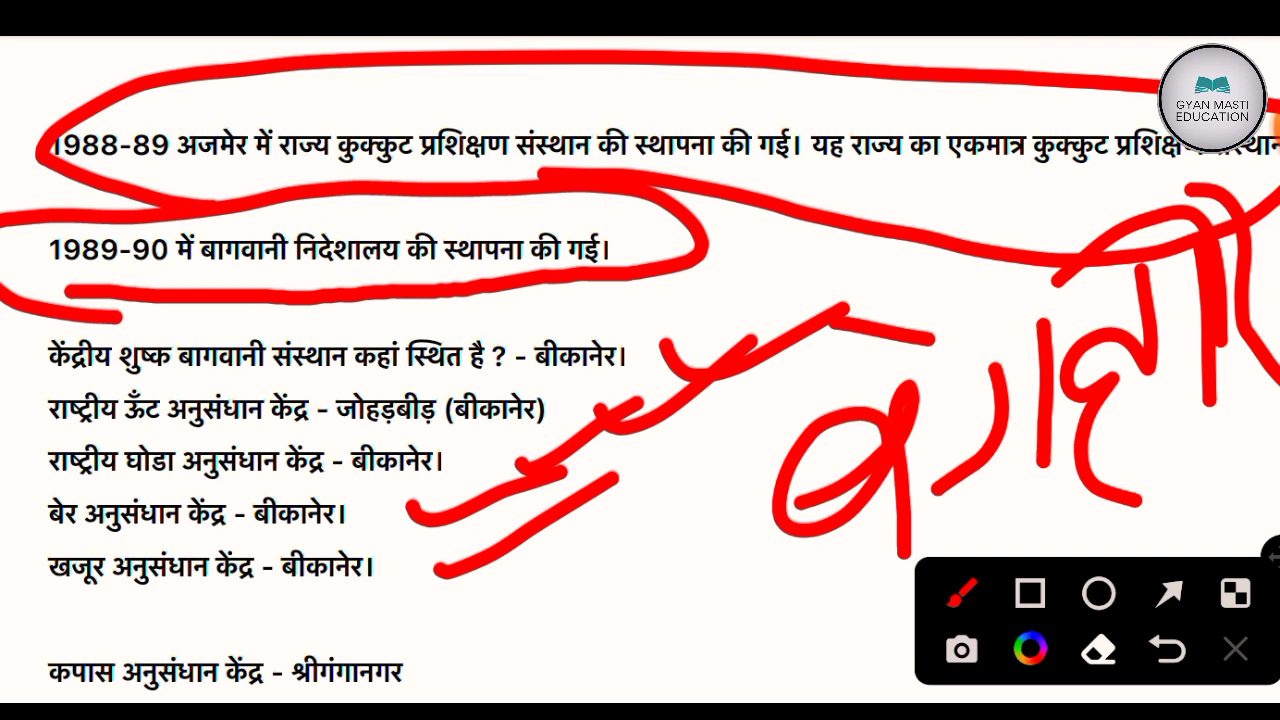 GYAN MASTI
EDUCATION
1988-89 अजमेर में राज्य कुक्कुट प्रशिक्षण संस्थान की स्थापना की गई। यह राज्य का एकमात्र कुक्कुट
1989-90 में बागवानी निदेशालय की स्थापना की गई।
केंद्रीय शुष्क बागवानी संस्थान कहां स्थित है ? - बीकानेर।
राष्ट्रीय ऊँट अनुसंधान केंद्र - जोहड़बीड़ (बीकानेर)
राष्ट्रीय घोडा अनुसंधान केंद्र - बीकानेर।
बेर अनुसंधान केंद्र - बीकानेर।
खजूर अनुसंधान केंद्र - बीकानेर।
कपास अनुसंधान केंद्र - श्रीगंगानगर